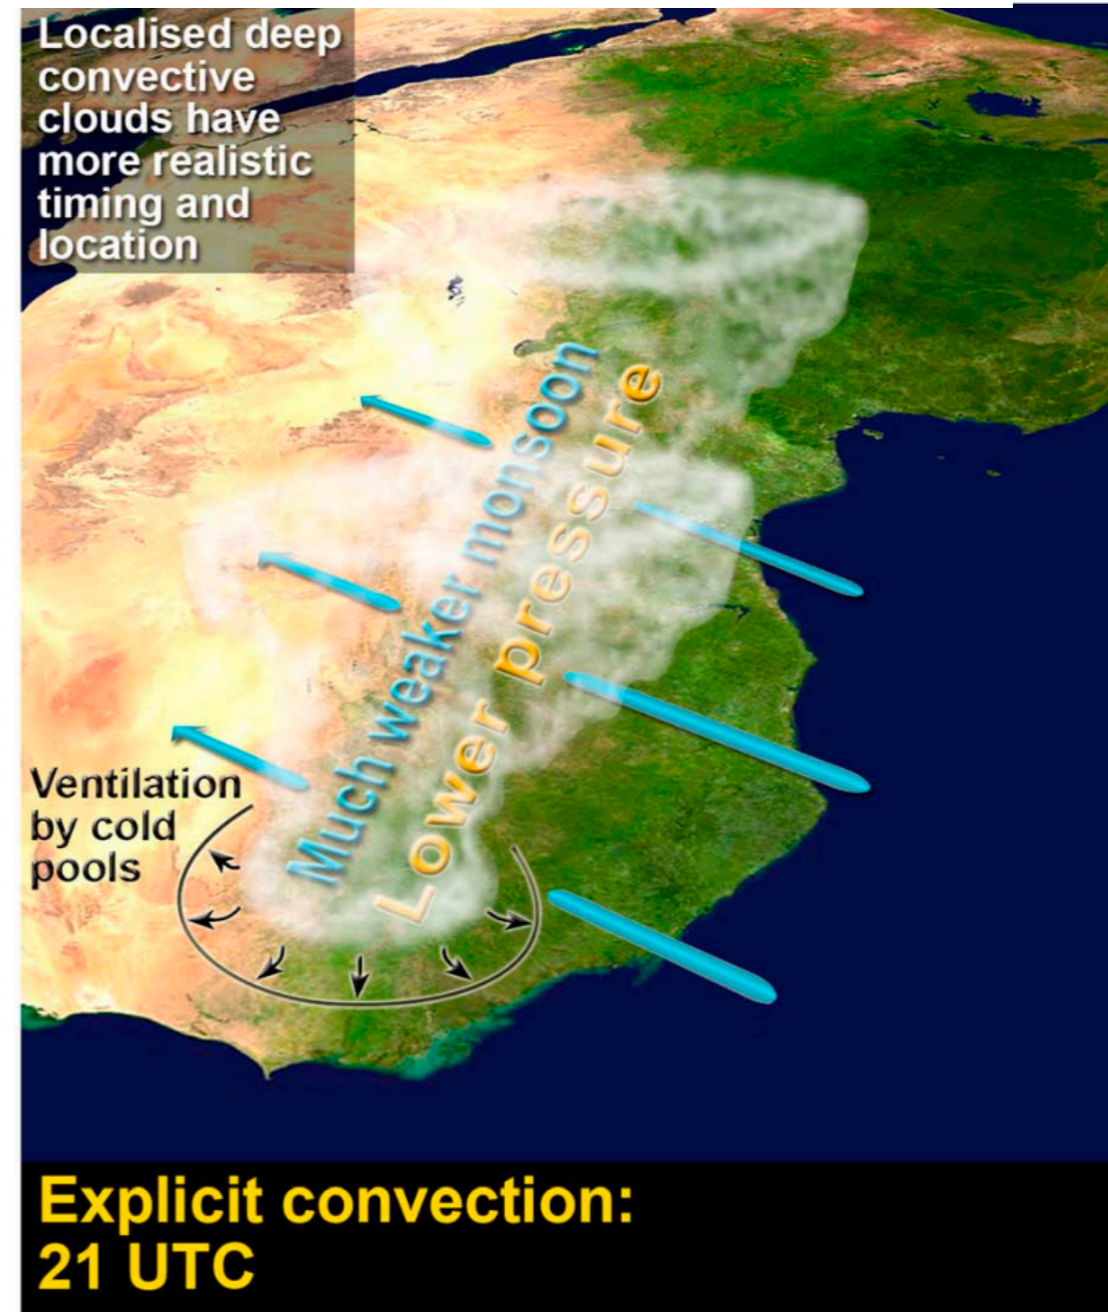 Localised deep
convective
clouds have
more realistic
timing and
location
Much weaker monsoon
Lower pressure
Ventilation
by cold
pools
Explicit convection:
21 UTC